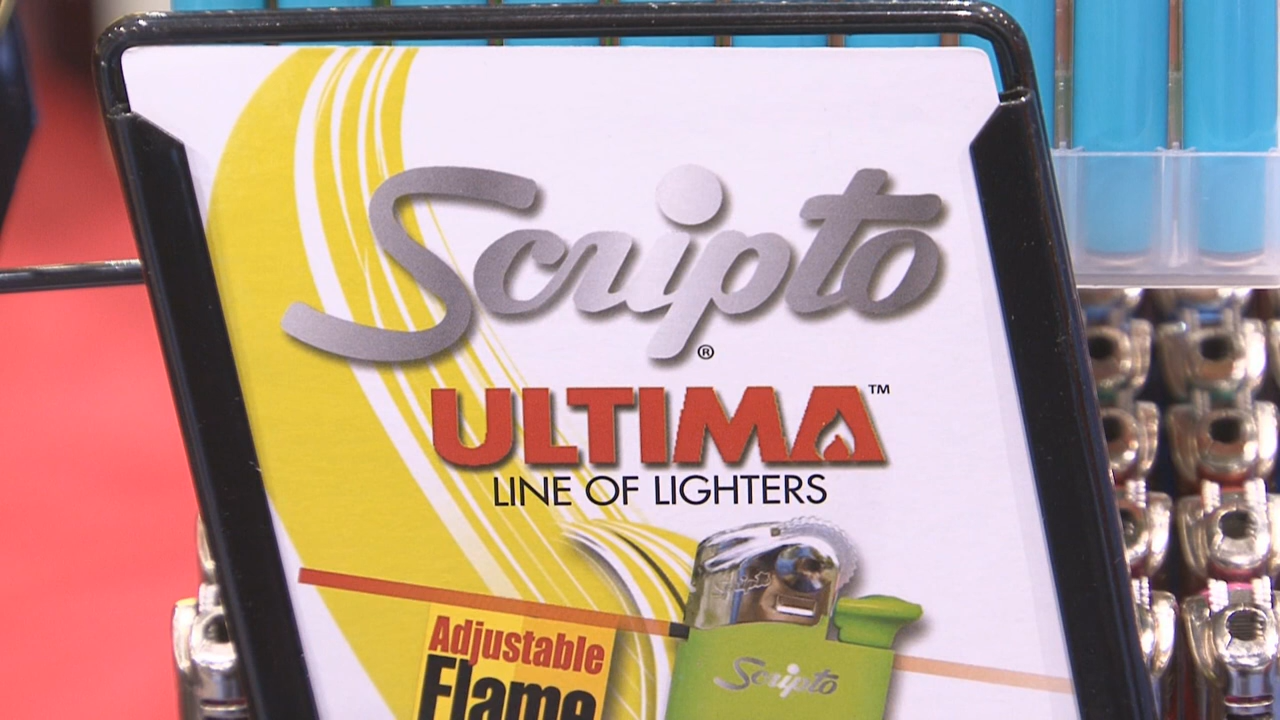 Scripto®
ULTIMA™
LINE OF LIGHTERS
Adjustable
Flame
Scripto